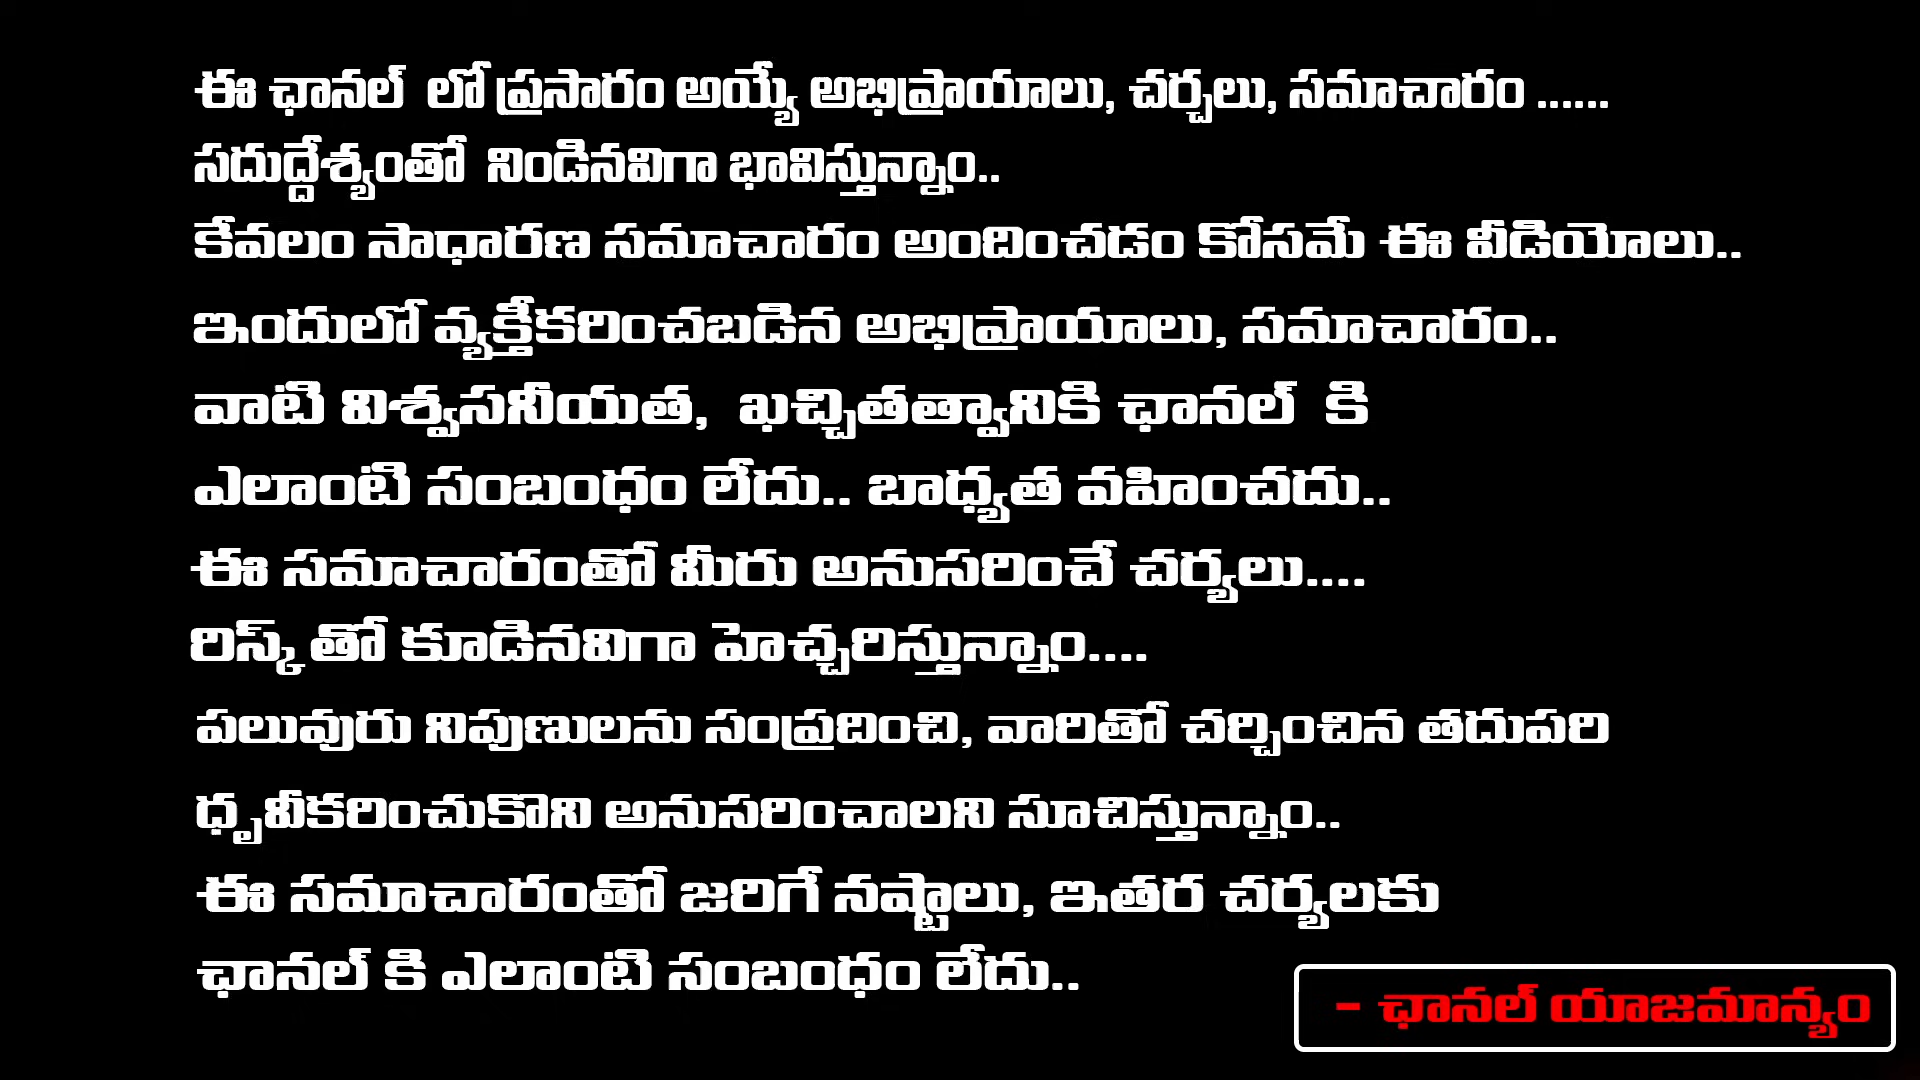 ఈ ఛానల్ లో ప్రసారం అయ్యే అభిప్రాయాలు, చర్చలు, సమాచారం ......
సదుద్దేశ్యంతో నిండినవిగా భావిస్తున్నాం..
కేవలం సాధారణ సమాచారం అందించడం కోసమే ఈ వీడియోలు..
ఇందులో వ్యక్తీకరించబడిన అభిప్రాయాలు, సమాచారం..
వాటి విశ్వసనీయత, ఖచ్చితత్వానికి ఛానల్ కి
ఎలాంటి సంబంధం లేదు.. బాధ్యత వహించదు..
ఈ సమాచారంతో మీరు అనుసరించే చర్యలు....
రిస్క్ తో కూడినవిగా హెచ్చరిస్తున్నాం....
పలువురు నిపుణులను సంప్రదించి, వారితో చర్చించిన తదుపరి
ధృవీకరించుకొని అనుసరించాలని సూచిస్తున్నాం..
ఈ సమాచారంతో జరిగే నష్టాలు, ఇతర చర్యలకు
ఛానల్ కి ఎలాంటి సంబంధం లేదు..
- ఛానల్ యాజమాన్యం